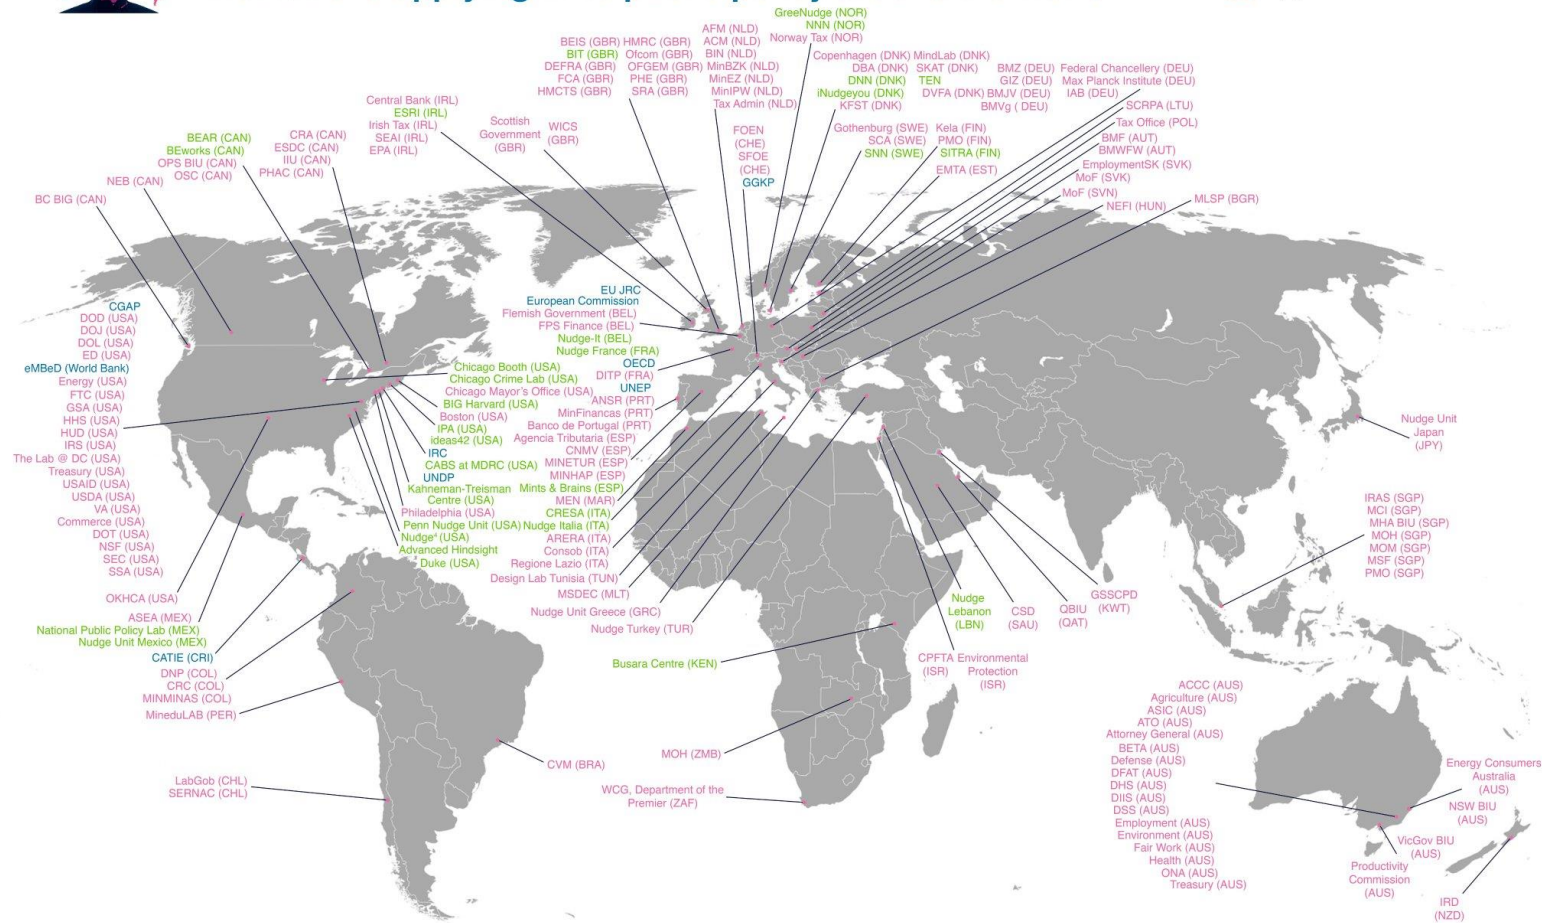 GreeNudge (NOR)
NNN (NOR)
Norway Tax (NOR)
AFM (NLD)
ACM (NLD)
BIN (NLD)
MinBZK (NLD)
MinEZ (NLD)
MinIPW (NLD)
Tax Admin (NLD)
BEIS (GBR) HMRC (GBR)
BIT (GBR) Ofcom (GBR)
DEFRA (GBR) OFGEM (GBR)
FCA (GBR) PHE (GBR)
HMCTS (GBR) SRA (GBR)
Copenhagen (DNK) MindLab (DNK)
DBA (DNK) SKAT (DNK)
DNN (DNK) TEN
iNudgeyou (DNK) DVFA (DNK)
KFST (DNK)
BMZ (DEU) Federal Chancellery (DEU)
GIZ (DEU) Max Planck Institute (DEU)
BMJV (DEU) IAB (DEU)
BMVg ( DEU)
SCRPA (LTU)
Tax Office (POL)
BMF (AUT)
BMWFW (AUT)
EmploymentSK (SVK)
MoF (SVK)
MoF (SVN)
NEFI (HUN)
MLSP (BGR)
Gothenburg (SWE)
SCA (SWE)
SNN (SWE)
Kela (FIN)
PMO (FIN)
SITRA (FIN)
EMTA (EST)
FOEN
(CHE)
SFOE
(CHE)
GGKP
Scottish
Government
(GBR)
WICS
(GBR)
Central Bank (IRL)
ESRI (IRL)
Irish Tax (IRL)
SEAI (IRL)
EPA (IRL)
CRA (CAN)
ESDC (CAN)
IIU (CAN)
PHAC (CAN)
BEAR (CAN)
BEworks (CAN)
OPS BIU (CAN)
OSC (CAN)
NEB (CAN)
BC BIG (CAN)
CGAP
DOD (USA)
DOJ (USA)
DOL (USA)
ED (USA)
eMBeD (World Bank)
Energy (USA)
FTC (USA)
GSA (USA)
HHS (USA)
HUD (USA)
IRS (USA)
The Lab @ DC (USA)
Treasury (USA)
USAID (USA)
USDA (USA)
VA (USA)
Commerce (USA)
DOT (USA)
NSF (USA)
SEC (USA)
SSA (USA)
OKHCA (USA)
ASEA (MEX)
National Public Policy Lab (MEX)
Nudge Unit Mexico (MEX)
CATIE (CRI)
DNP (COL)
CRC (COL)
MINMINAS (COL)
MineduLAB (PER)
LabGob (CHL)
SERNAC (CHL)
CVM (BRA)
Chicago Booth (USA)
Chicago Crime Lab (USA)
Chicago Mayor's Office (USA)
BIG Harvard (USA)
Boston (USA)
IPA (USA)
ideas42 (USA)
IRC
CABS at MDRC (USA)
UNDP
Kahneman-Treisman
Centre (USA)
Philadelphia (USA)
Penn Nudge Unit (USA)
Nudge⁴ (USA)
Advanced Hindsight
Duke (USA)
EU JRC
European Commission
Flemish Government (BEL)
FPS Finance (BEL)
Nudge-It (BEL)
Nudge France (FRA)
OECD
DITP (FRA)
UNEP
ANSR (PRT)
MinFinancas (PRT)
Banco de Portugal (PRT)
Agencia Tributaria (ESP)
CNMV (ESP)
MINETUR (ESP)
MINHAP (ESP)
Mints & Brains (ESP)
MEN (MAR)
CRESA (ITA)
Nudge Italia (ITA)
ARERA (ITA)
Consob (ITA)
Regione Lazio (ITA)
Design Lab Tunisia (TUN)
MSDEC (MLT)
Nudge Unit Greece (GRC)
Nudge Turkey (TUR)
Busara Centre (KEN)
MOH (ZMB)
WCG, Department of the
Premier (ZAF)
CPFTA
(ISR)
Environmental
Protection
(ISR)
Nudge
Lebanon
(LBN)
CSD
(SAU)
QBIU
(QAT)
GSSCPD
(KWT)
Nudge Unit
Japan
(JPY)
IRAS (SGP)
MCI (SGP)
MHA BIU (SGP)
MOH (SGP)
MOM (SGP)
MSF (SGP)
PMO (SGP)
ACCC (AUS)
Agriculture (AUS)
ASIC (AUS)
ATO (AUS)
Attorney General (AUS)
BETA (AUS)
Defense (AUS)
DFAT (AUS)
DHS (AUS)
DIIS (AUS)
DSS (AUS)
Employment (AUS)
Environment (AUS)
Fair Work (AUS)
Health (AUS)
ONA (AUS)
Treasury (AUS)
Energy Consumers
Australia
(AUS)
NSW BIU
(AUS)
VicGov BIU
(AUS)
Productivity
Commission
(AUS)
IRD
(NZD)